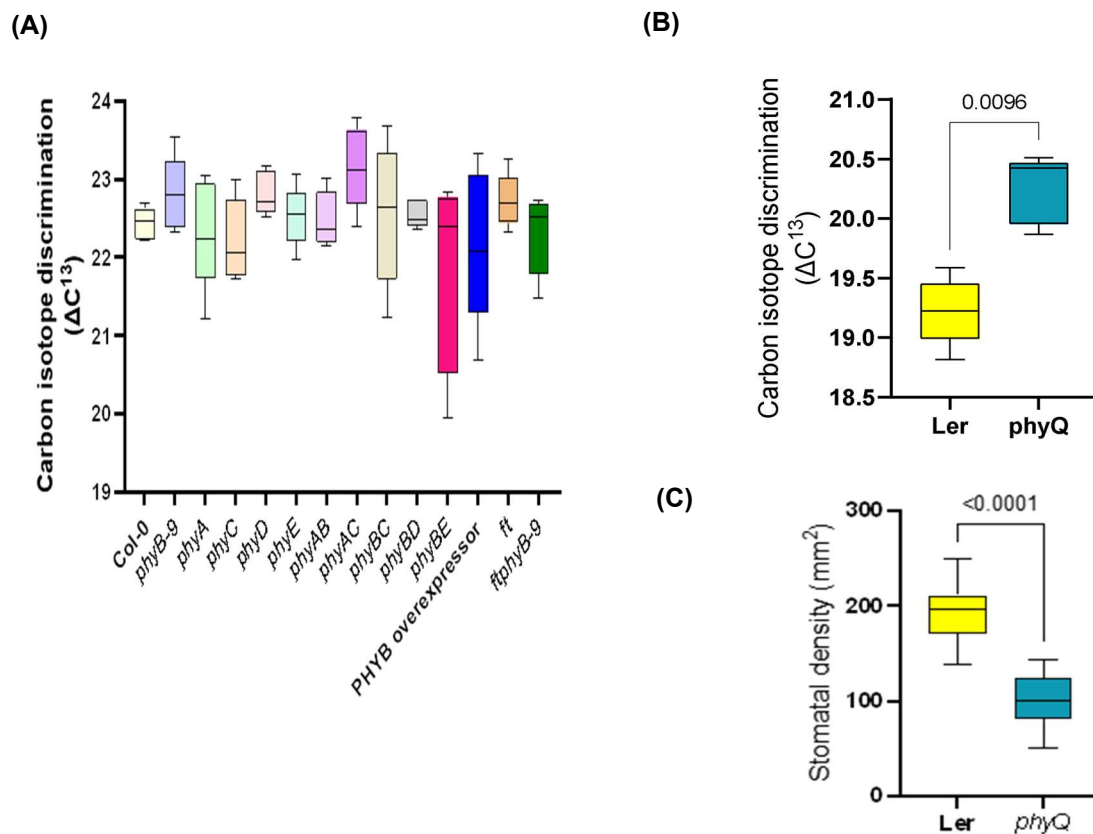 (A)
Carbon isotope discrimination
(ΔC¹³)
24
23
22
21
20
19
Col-0
phyB-9
phyA
phyC
phyD
phyE
phyAB
phyAC
phyBC
phyBD
phyBE
PHYB overexpressor
ft
ftphyB-9
(B)
Carbon isotope discrimination
(ΔC¹³)
0.0096
21.0
20.5
20.0
19.5
19.0
18.5
Ler
phyQ
(C)
Stomatal density (mm²)
<0.0001
300
200
100
0
Ler
phyQ